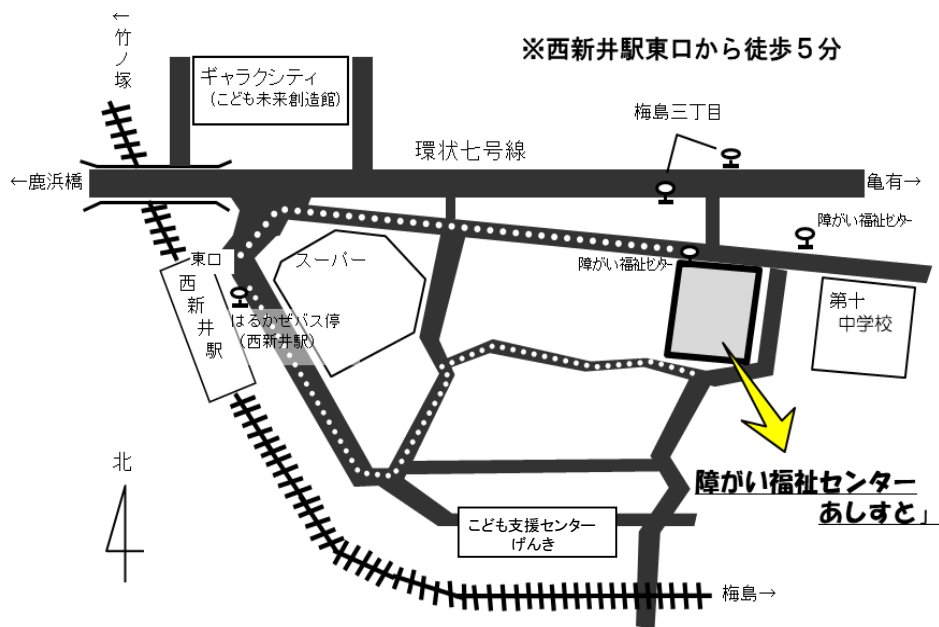 ※西新井駅東口から徒歩５分
←竹ノ塚
ギャラクシティ
（こども未来創造館）
梅島三丁目
環状七号線
←鹿浜橋
亀有→
障がい福祉センター
東口
スーパー
障がい福祉センター
西新井駅
はるかぜバス停
（西新井駅）
第十
中学校
北
障がい福祉センター
あしすと」
こども支援センター
げんき
梅島→